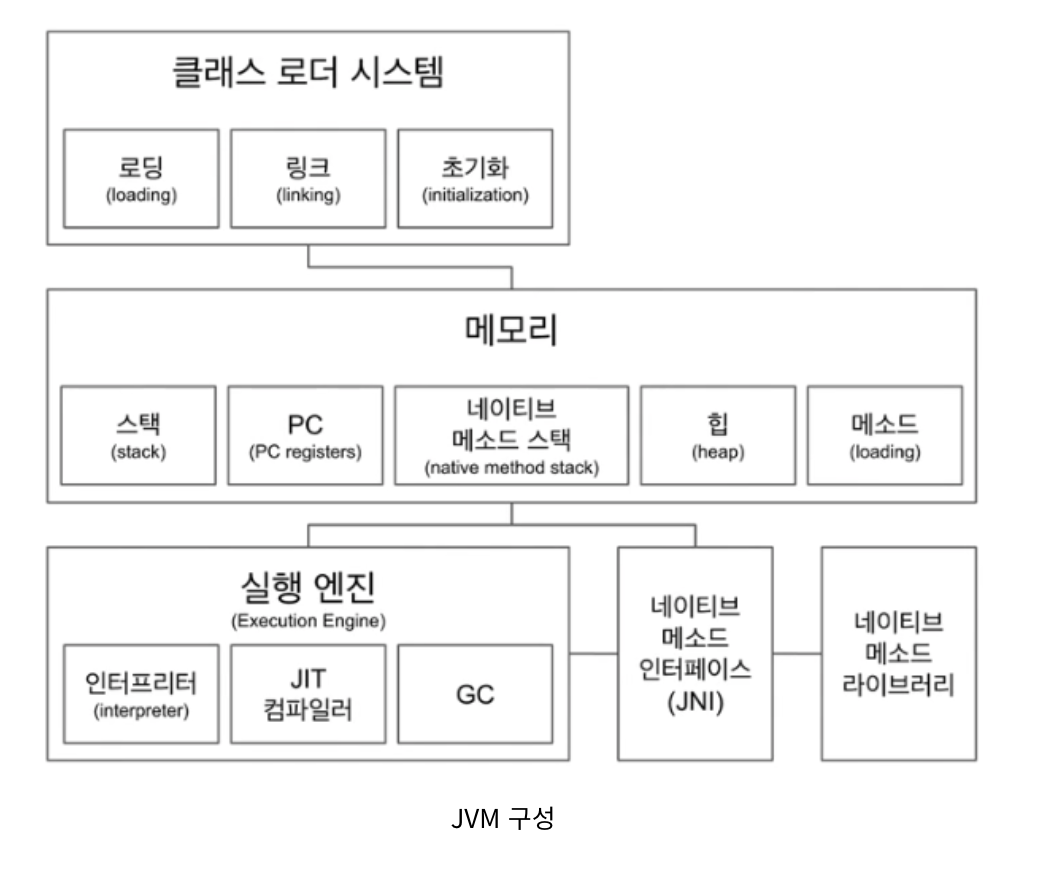 클래스 로더 시스템
로딩
(loading)
링크
(linking)
초기화
(initialization)
메모리
스택
(stack)
PC
(PC registers)
네이티브
메소드 스택
(native method stack)
힙
(heap)
메소드
(loading)
실행 엔진
(Execution Engine)
인터프리터
(interpreter)
JIT
컴파일러
GC
네이티브
메소드
인터페이스
(JNI)
네이티브
메소드
라이브러리
JVM 구성